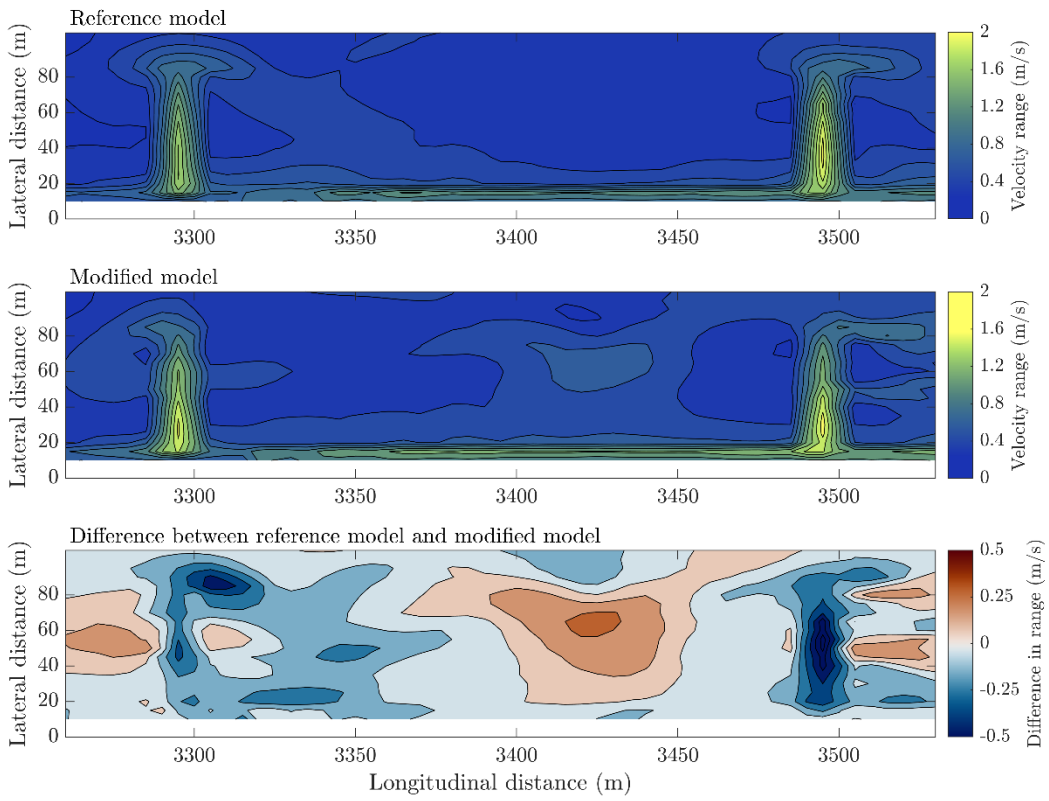 Reference model
Lateral distance (m)
80
60
40
20
0
3300 3350 3400 3450 3500
2
1.6
1.2
0.8
0.4
0
Velocity range (m/s)
Modified model
Lateral distance (m)
80
60
40
20
0
3300 3350 3400 3450 3500
2
1.6
1.2
0.8
0.4
0
Velocity range (m/s)
Difference between reference model and modified model
Lateral distance (m)
80
60
40
20
0
3300 3350 3400 3450 3500
Longitudinal distance (m)
0.5
0.25
0
-0.25
-0.5
Difference in range (m/s)